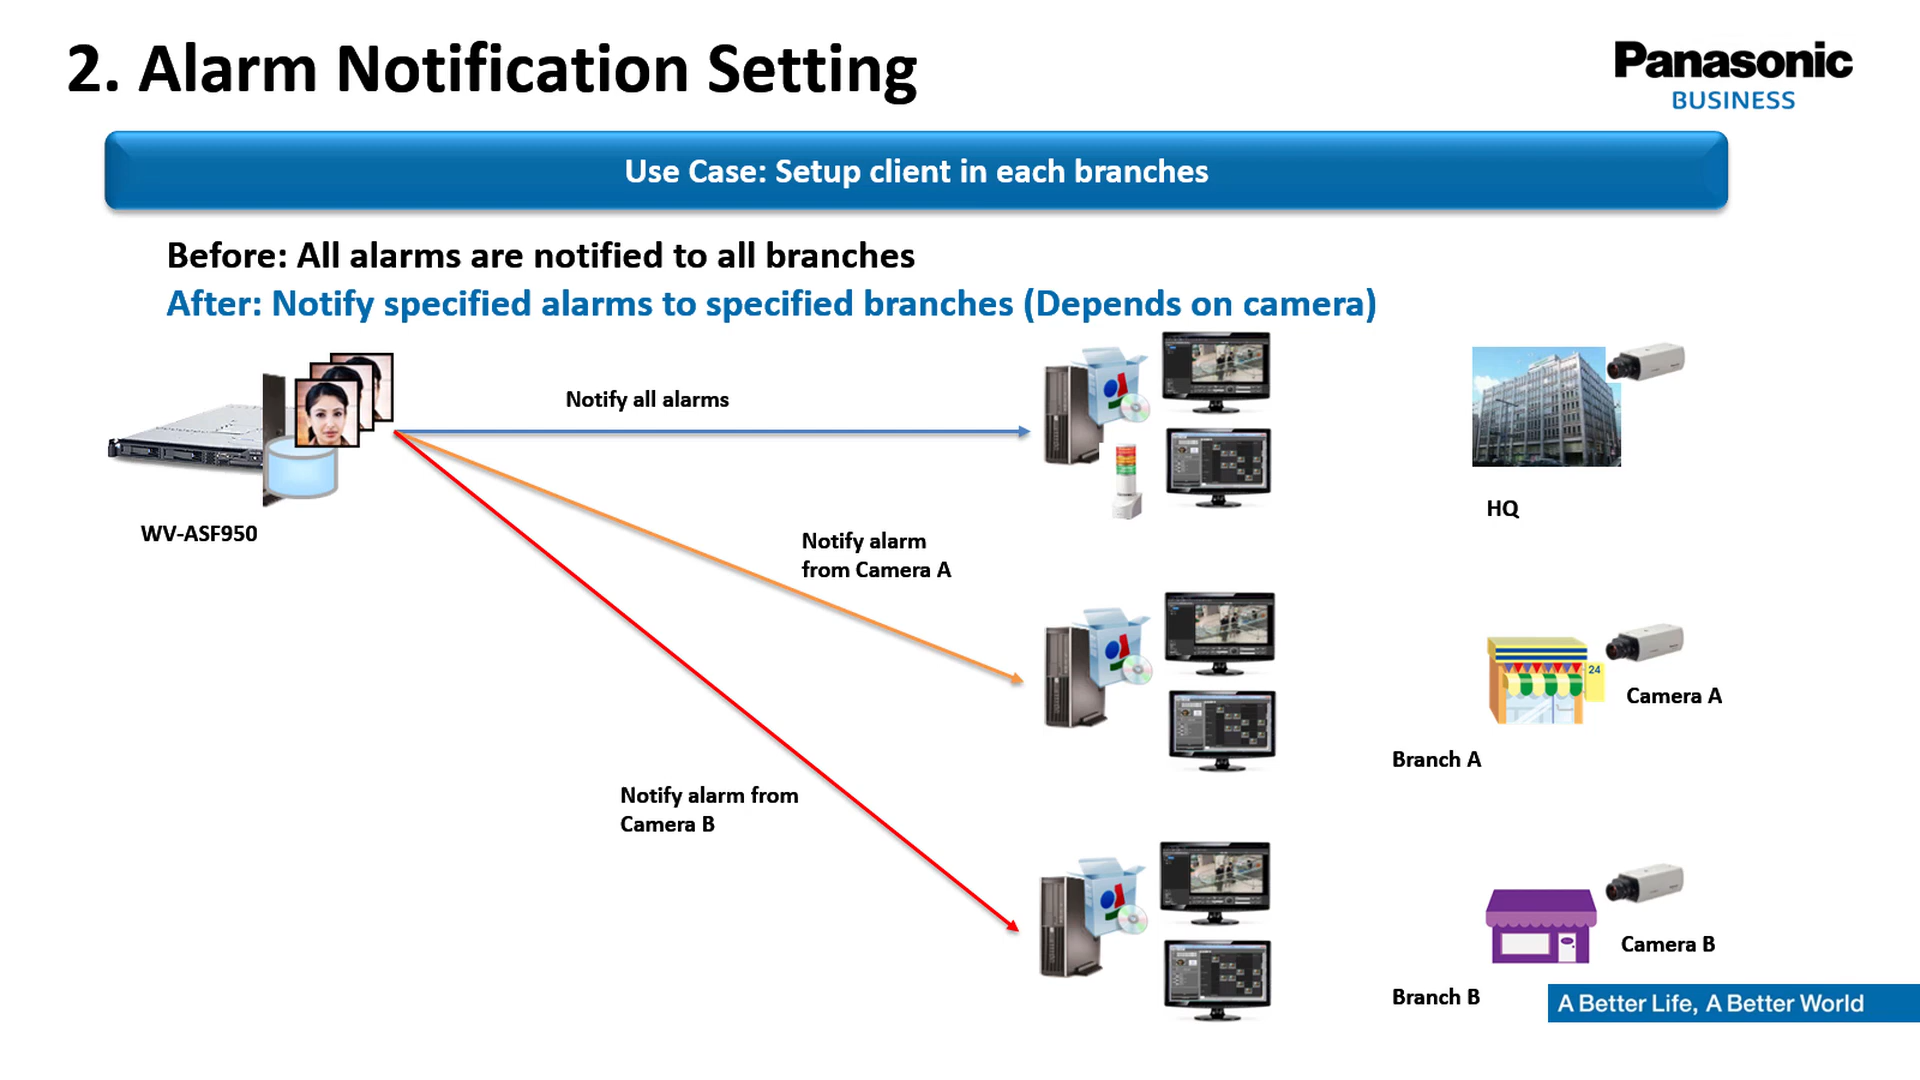 2. Alarm Notification Setting
Panasonic
BUSINESS
Use Case: Setup client in each branches
Before: All alarms are notified to all branches
After: Notify specified alarms to specified branches (Depends on camera)
Notify all alarms
WV-ASF950
HQ
Notify alarm
from Camera A
24
Camera A
Branch A
Notify alarm from
Camera B
Camera B
Branch B
A Better Life, A Better World